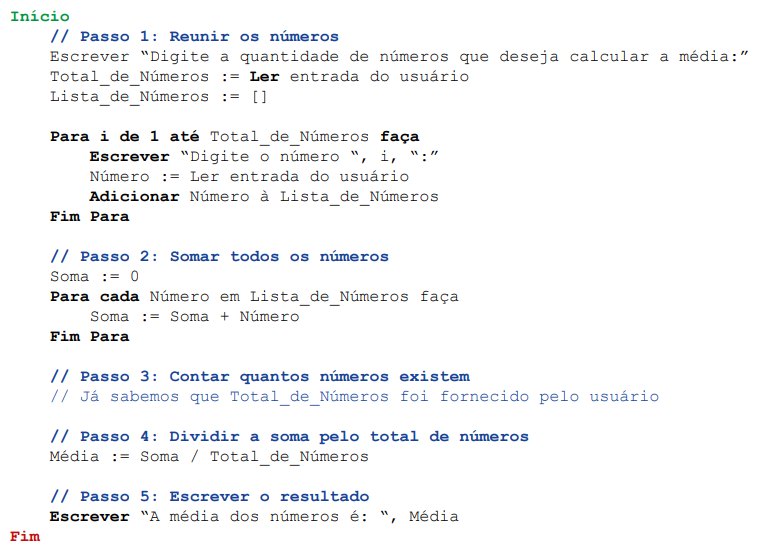 Início
// Passo 1: Reunir os números
Escrever “Digite a quantidade de números que deseja calcular a média:”
Total_de_Números := Ler entrada do usuário
Lista_de_Números := []
Para i de 1 até Total_de_Números faça
Escrever “Digite o número “, i, “:”
Número := Ler entrada do usuário
Adicionar Número à Lista_de_Números
Fim Para
// Passo 2: Somar todos os números
Soma := 0
Para cada Número em Lista_de_Números faça
Soma := Soma + Número
Fim Para
// Passo 3: Contar quantos números existem
// Já sabemos que Total_de_Números foi fornecido pelo usuário
// Passo 4: Dividir a soma pelo total de números
Média := Soma / Total_de_Números
// Passo 5: Escrever o resultado
Escrever “A média dos números é: “, Média
Fim